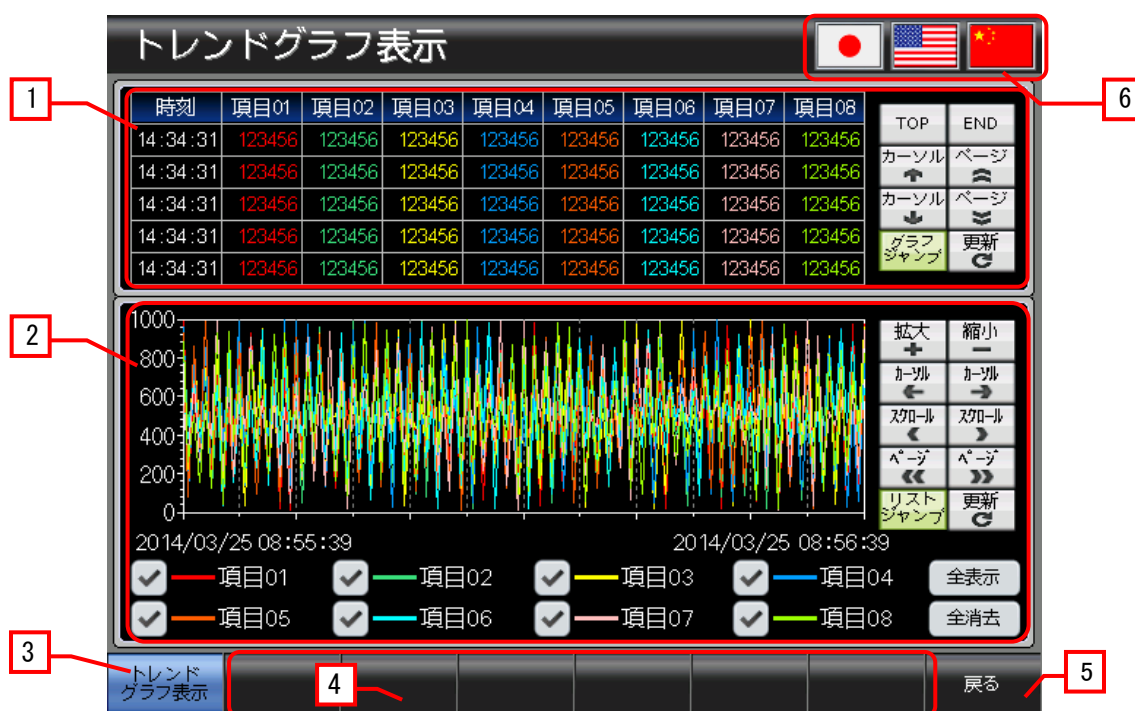 トレンドグラフ表示
6
1
時刻 項目01 項目02 項目03 項目04 項目05 項目06 項目07 項目08
14:34:31 123456 123456 123456 123456 123456 123456 123456 123456
14:34:31 123456 123456 123456 123456 123456 123456 123456 123456
14:34:31 123456 123456 123456 123456 123456 123456 123456 123456
14:34:31 123456 123456 123456 123456 123456 123456 123456 123456
14:34:31 123456 123456 123456 123456 123456 123456 123456 123456
TOP END
カーソル ページ
カーソル ページ
グラフ
ジャンプ
更新
2
1000
800
600
400
200
0
2014/03/25 08:55:39 2014/03/25 08:56:39
拡大 縮小
ｶｰｿﾙ ｶｰｿﾙ
ｽｸﾛｰﾙ ｽｸﾛｰﾙ
ﾍﾟｰｼﾞ ﾍﾟｰｼﾞ
リスト
ジャンプ
更新
項目01 項目02 項目03 項目04 全表示
項目05 項目06 項目07 項目08 全消去
3
トレンド
グラフ表示
4
戻る
5